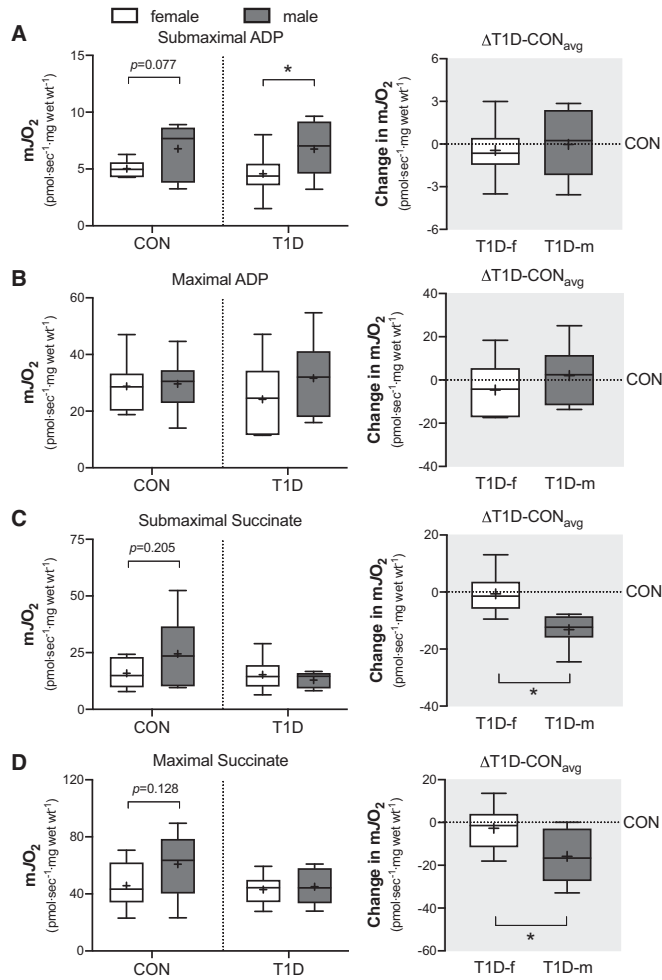 female male
A
Submaximal ADP
mJO₂
(pmol·sec⁻¹·mg wet wt⁻¹)
15
10
5
0
p=0.077
*
CON T1D
ΔT1D-CONavg
Change in mJO₂
(pmol·sec⁻¹·mg wet wt⁻¹)
6
3
0
-3
-6
CON
T1D-f T1D-m
B
Maximal ADP
mJO₂
(pmol·sec⁻¹·mg wet wt⁻¹)
60
40
20
0
CON T1D
ΔT1D-CONavg
Change in mJO₂
(pmol·sec⁻¹·mg wet wt⁻¹)
40
20
0
-20
-40
CON
T1D-f T1D-m
C
Submaximal Succinate
mJO₂
(pmol·sec⁻¹·mg wet wt⁻¹)
75
50
25
0
p=0.205
CON T1D
ΔT1D-CONavg
Change in mJO₂
(pmol·sec⁻¹·mg wet wt⁻¹)
20
0
-20
-40
CON
*
T1D-f T1D-m
D
Maximal Succinate
mJO₂
(pmol·sec⁻¹·mg wet wt⁻¹)
120
80
40
0
p=0.128
CON T1D
ΔT1D-CONavg
Change in mJO₂
(pmol·sec⁻¹·mg wet wt⁻¹)
20
0
-20
-40
-60
CON
*
T1D-f T1D-m